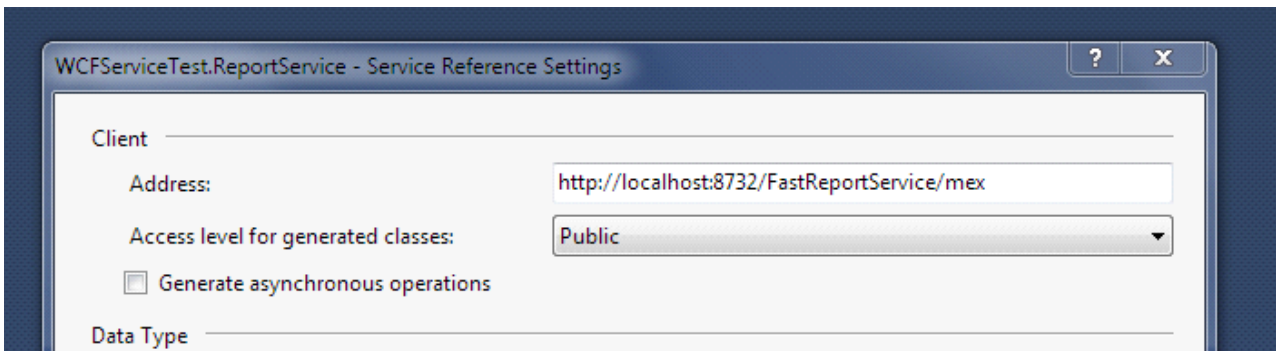 WCFServiceTest.ReportService - Service Reference Settings
Client
Address: http://localhost:8732/FastReportService/mex
Access level for generated classes: Public
Generate asynchronous operations
Data Type